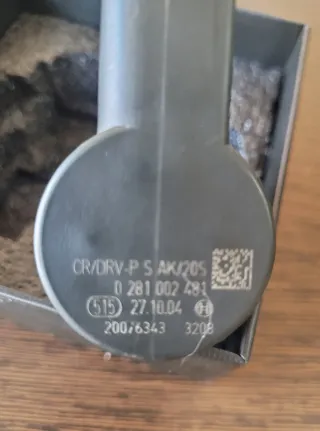 CR/DRV-P S AK/20S
0 281 002 481
515 27.10.04 H
20076343 3208